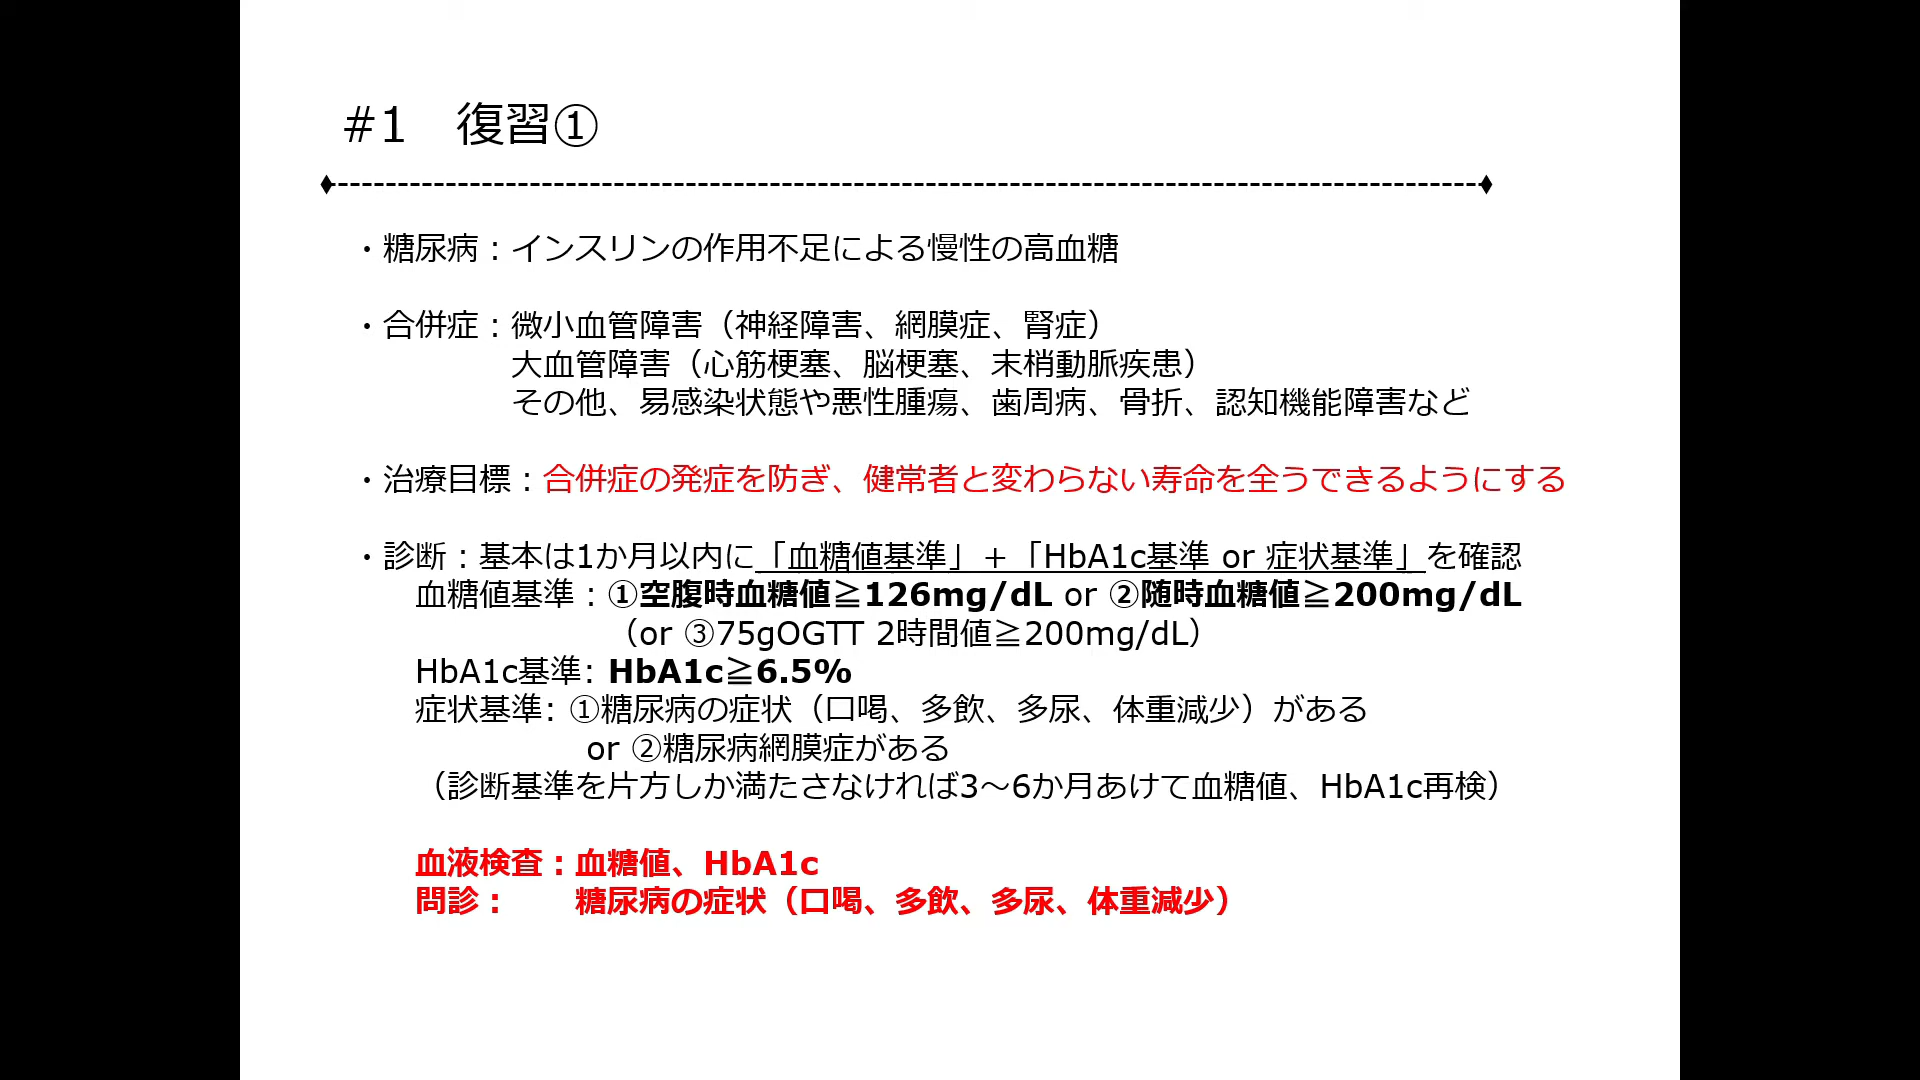 #1　復習①
・糖尿病：インスリンの作用不足による慢性の高血糖
・合併症：微小血管障害（神経障害、網膜症、腎症）
大血管障害（心筋梗塞、脳梗塞、末梢動脈疾患）
その他、易感染状態や悪性腫瘍、歯周病、骨折、認知機能障害など
・治療目標：合併症の発症を防ぎ、健常者と変わらない寿命を全うできるようにする
・診断：基本は1か月以内に「血糖値基準」＋「HbA1c基準 or 症状基準」を確認
血糖値基準：①空腹時血糖値≧126mg/dL or ②随時血糖値≧200mg/dL
（or ③75gOGTT 2時間値≧200mg/dL）
HbA1c基準: HbA1c≧6.5%
症状基準: ①糖尿病の症状（口喝、多飲、多尿、体重減少）がある
or ②糖尿病網膜症がある
（診断基準を片方しか満たさなければ3～6か月あけて血糖値、HbA1c再検）
血液検査：血糖値、HbA1c
問診：　　糖尿病の症状（口喝、多飲、多尿、体重減少）